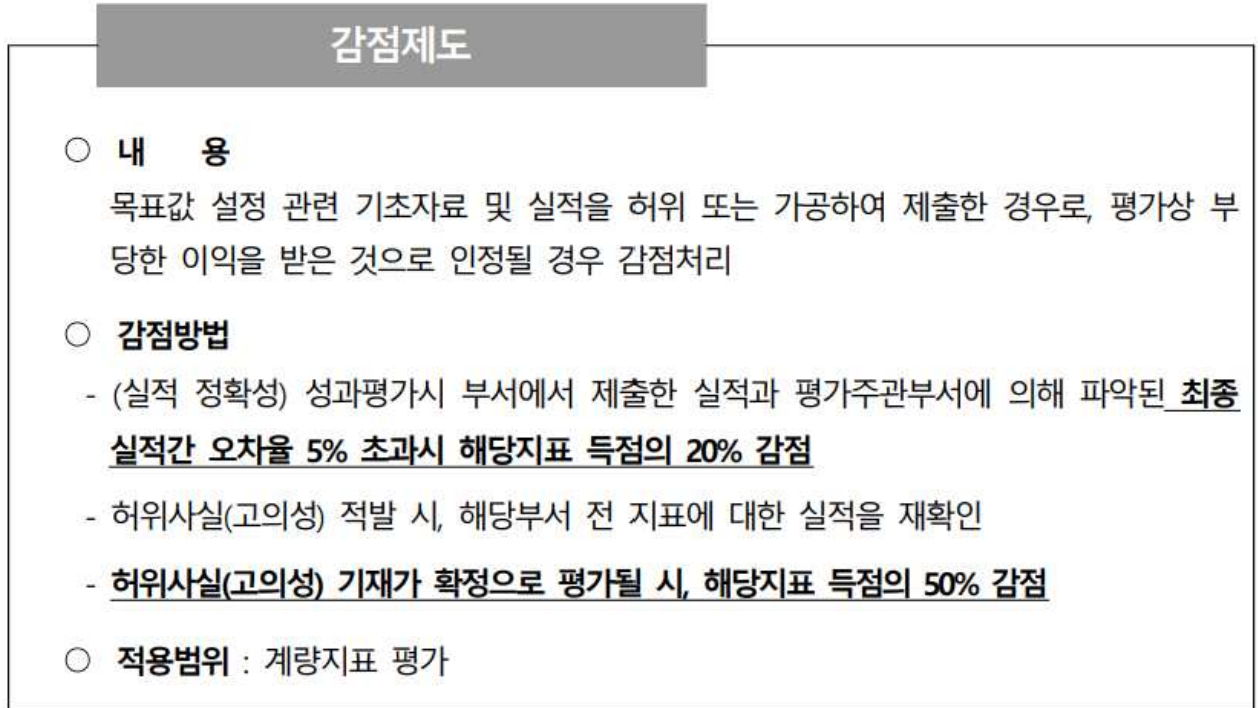 감점제도
○ 내 용
목표값 설정 관련 기초자료 및 실적을 허위 또는 가공하여 제출한 경우로, 평가상 부
당한 이익을 받은 것으로 인정될 경우 감점처리
○ 감점방법
- (실적 정확성) 성과평가시 부서에서 제출한 실적과 평가주관부서에 의해 파악된 최종
실적간 오차율 5% 초과시 해당지표 득점의 20% 감점
- 허위사실(고의성) 적발 시, 해당부서 전 지표에 대한 실적을 재확인
- 허위사실(고의성) 기재가 확정으로 평가될 시, 해당지표 득점의 50% 감점
○ 적용범위 : 계량지표 평가